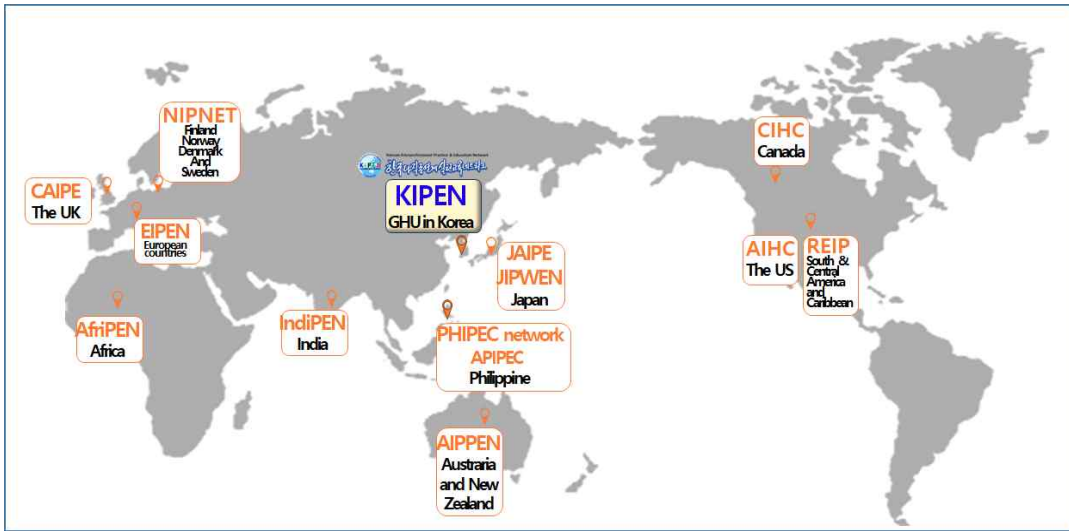 NIPNET
Finland
Norway
Denmark
And
Sweden
CAIPE
The UK
EIPEN
European
countries
AfriPEN
Africa
IndiPEN
India
KIPEN
GHU in Korea
JAIPE
JIPWEN
Japan
PHIPEC network
APIPEC
Philippine
AIPPEN
Austraria
and New
Zealand
CIHC
Canada
AIHC
The US
REIP
South &
Central
America
and
Caribbean